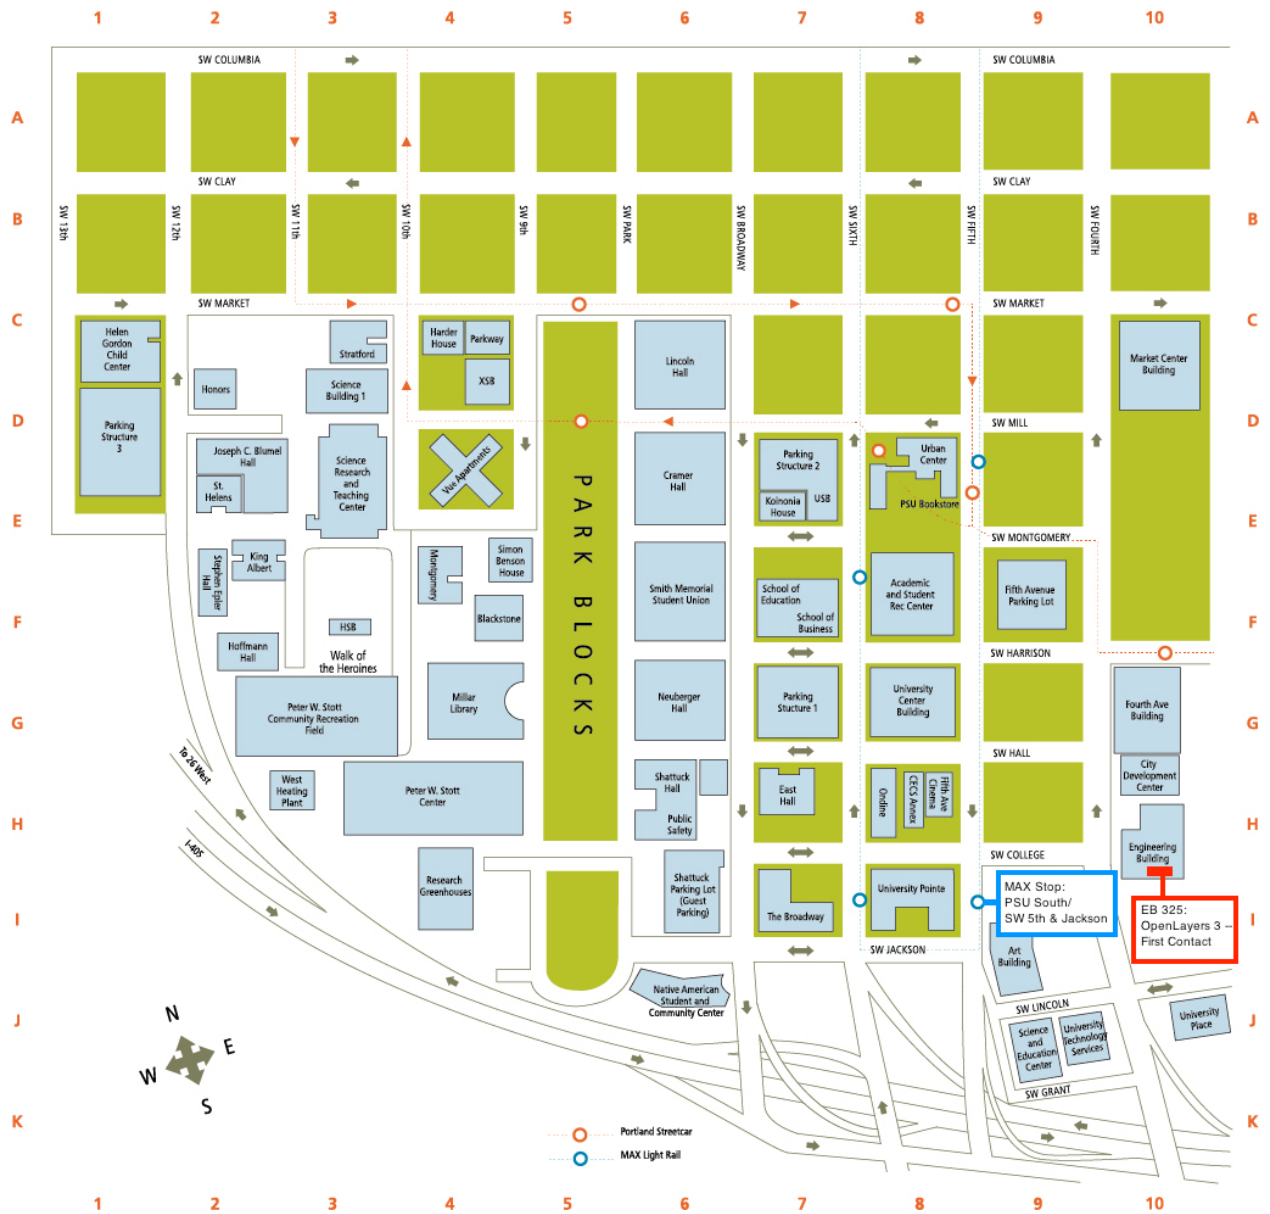 1 2 3 4 5 6 7 8 9 10
SW COLUMBIA
SW COLUMBIA
A
A
SW CLAY
SW CLAY
B
B
SW 13th
SW 12th
SW 11th
SW 10th
SW 9th
SW PARK
SW BROADWAY
SW SIXTH
SW FIFTH
SW FOURTH
SW MARKET
SW MARKET
C
C
Helen
Gordon
Child
Center
Stratford
Harder
House
Parkway
XSB
Lincoln
Hall
Market Center
Building
Honors
Science
Building 1
D
D
SW MILL
Parking
Structure
3
Joseph C. Blumel
Hall
St.
Helens
Science
Research
and
Teaching
Center
Vue Apartments
PARK BLOCKS
Cramer
Hall
Parking
Structure 2
Koinonia
House
USB
Urban
Center
PSU Bookstore
E
E
SW MONTGOMERY
Stephen Epler
Hall
King
Albert
Montgomery
Simon
Benson
House
Blackstone
Smith Memorial
Student Union
School of
Education
School of
Business
Academic
and Student
Rec Center
Fifth Avenue
Parking Lot
F
F
HSB
Hoffmann
Hall
Walk of
the Heroines
SW HARRISON
Peter W. Stott
Community Recreation
Field
Millar
Library
Neuberger
Hall
Parking
Stucture 1
University
Center
Building
Fourth Ave
Building
G
G
SW HALL
To 26 West
West
Heating
Plant
Peter W. Stott
Center
Shattuck
Hall
Public
Safety
East
Hall
Ondine
CECS Annex
Fifth Ave
Cinema
City
Development
Center
H
H
I-405
SW COLLEGE
Engineering
Building
Research
Greenhouses
Shattuck
Parking Lot
(Guest
Parking)
The Broadway
University Pointe
MAX Stop:
PSU South/
SW 5th & Jackson
EB 325:
OpenLayers 3 –
First Contact
I
I
SW JACKSON
Art
Building
Native American
Student and
Community Center
SW LINCOLN
University
Place
J
J
N
E
W
S
Science
and
Education
Center
University
Technology
Services
SW GRANT
K
K
Portland Streetcar
MAX Light Rail
1 2 3 4 5 6 7 8 9 10